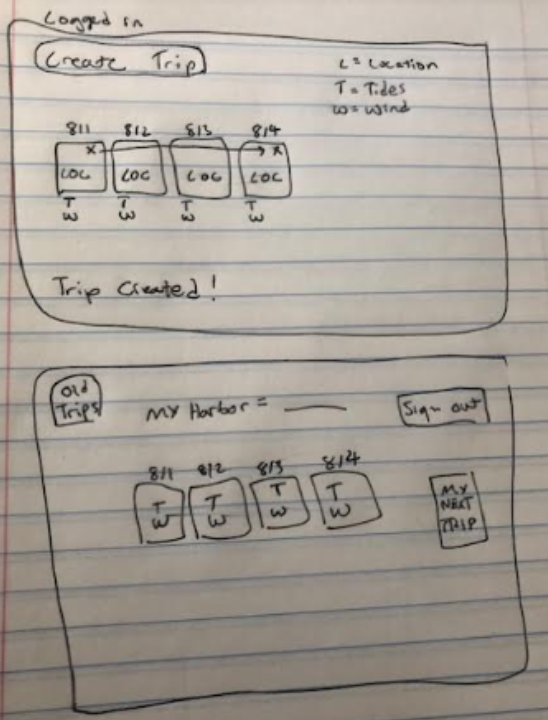 Logged in
Create Trip
L = Location
T = Tides
W = Wind
8/1 8/2 8/3 8/4
x x
LOC LOC LOC LOC
T T T T
W W W W
Trip Created!
Old
Trips
My Harbor = ___
Sign out
8/1 8/2 8/3 8/4
T T T T
W W W W
MY
NEXT
TRIP